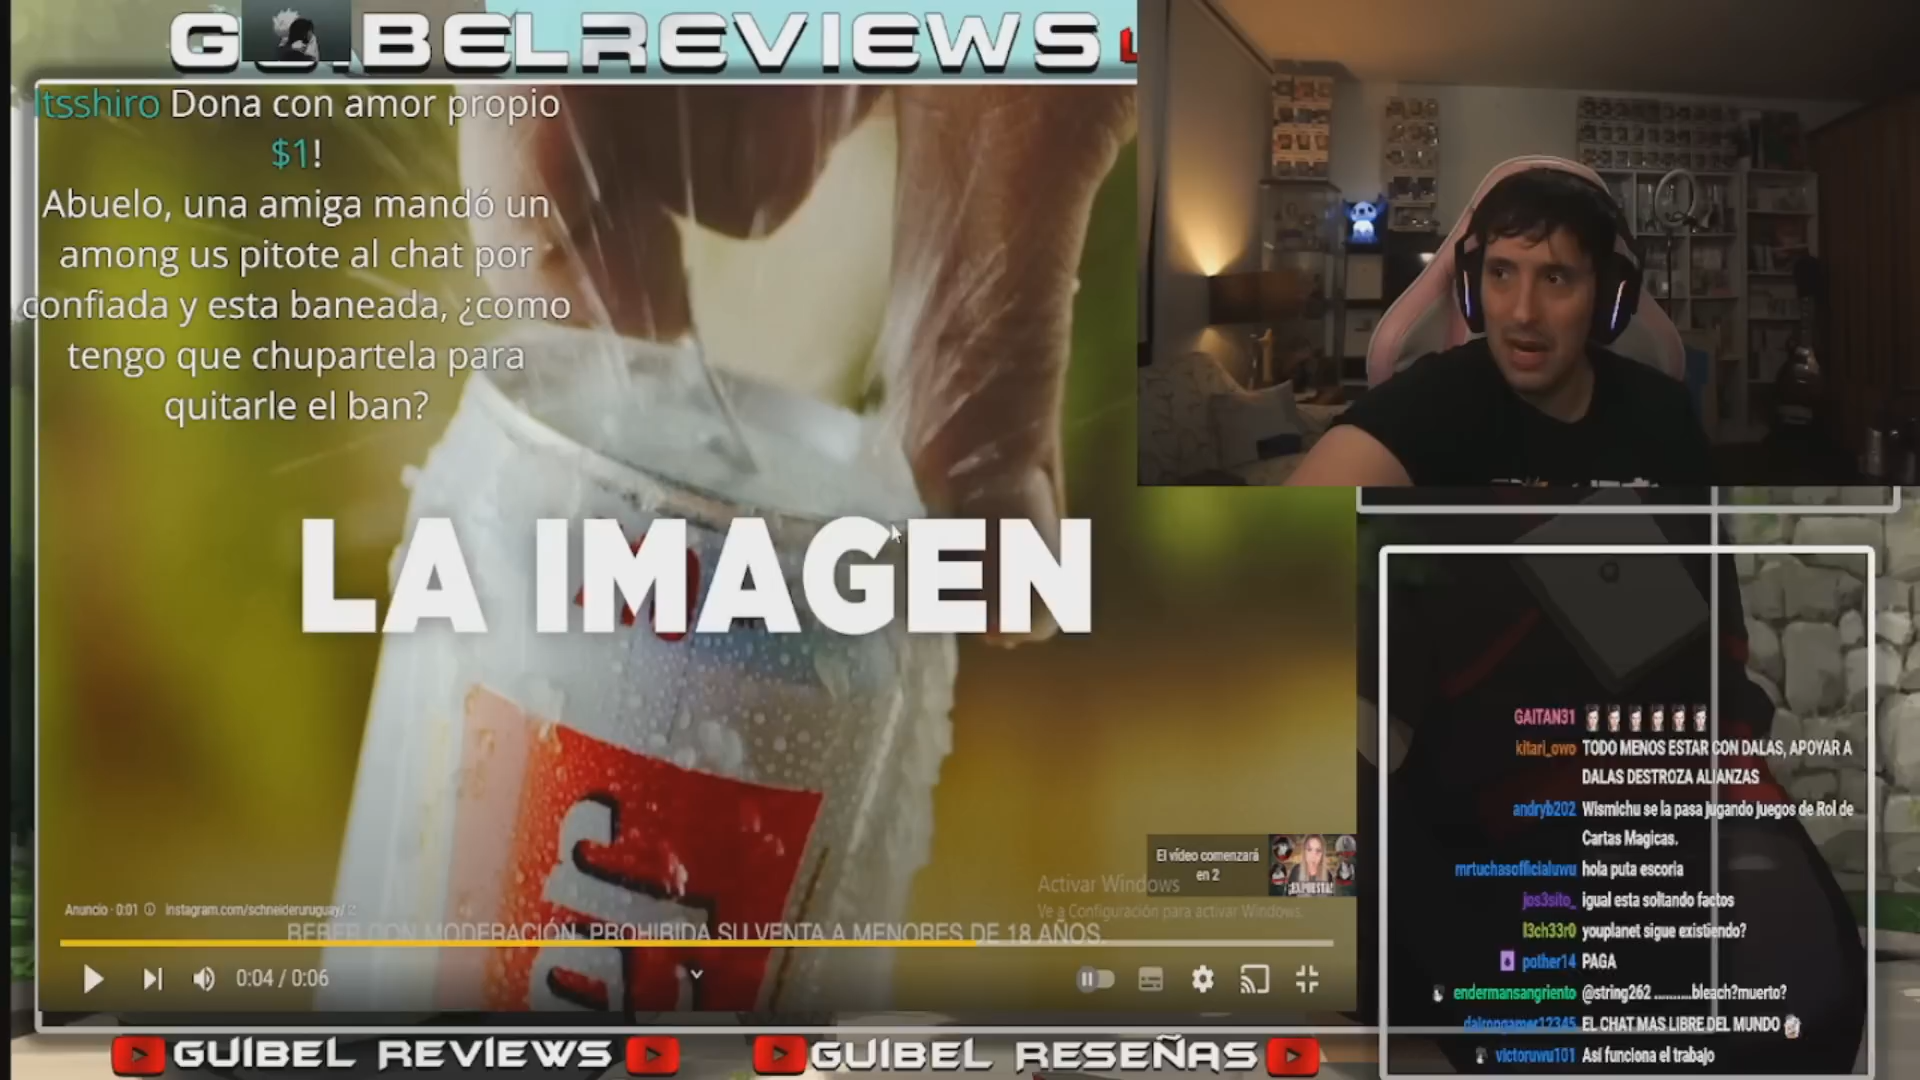 GUIBELREVIEWS
Itsshiro Dona con amor propio
$1!
Abuelo, una amiga mandó un
among us pitote al chat por
confiada y esta baneada, ¿como
tengo que chupartela para
quitarle el ban?
LA IMAGEN
El vídeo comenzará
en 2
¡EXPUESTA!
Activar Windows
Ve a Configuración para activar Windows.
Anuncio · 0:01 instagram.com/schneideruruguay/
BEBER CON MODERACIÓN. PROHIBIDA SU VENTA A MENORES DE 18 AÑOS.
0:04 / 0:06
GAITAN31
kitari_owo TODO MENOS ESTAR CON DALAS, APOYAR A
DALAS DESTROZA ALIANZAS
andryb202 Wismichu se la pasa jugando juegos de Rol de
Cartas Magicas.
mrtuchasofficialuwu hola puta escoria
jos3sito_ igual esta soltando factos
l3ch33r0 youplanet sigue existiendo?
pother14 PAGA
endermansangriento @string262 ..........bleach?muerto?
dairongamer12345 EL CHAT MAS LIBRE DEL MUNDO
victoruwu101 Así funciona el trabajo
GUIBEL REVIEWS
GUIBEL RESEÑAS